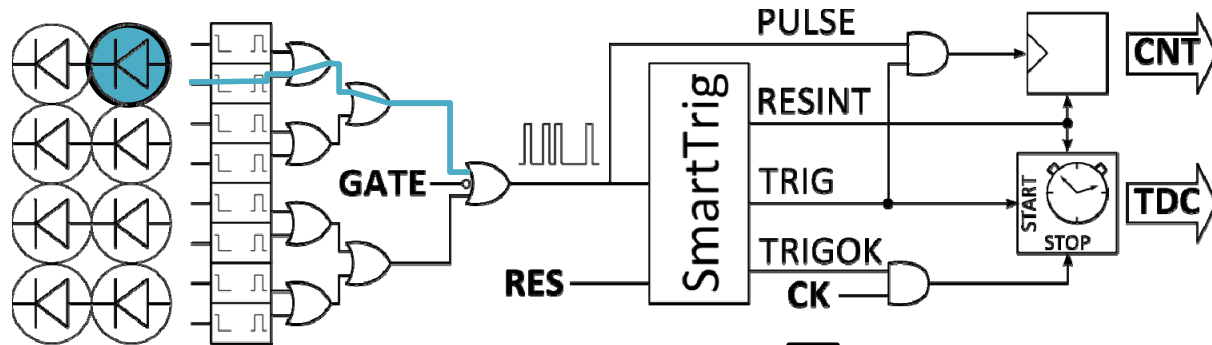 PULSE
CNT
RESINT
SmartTrig
GATE
TRIG
START
STOP
TDC
TRIGOK
RES
CK